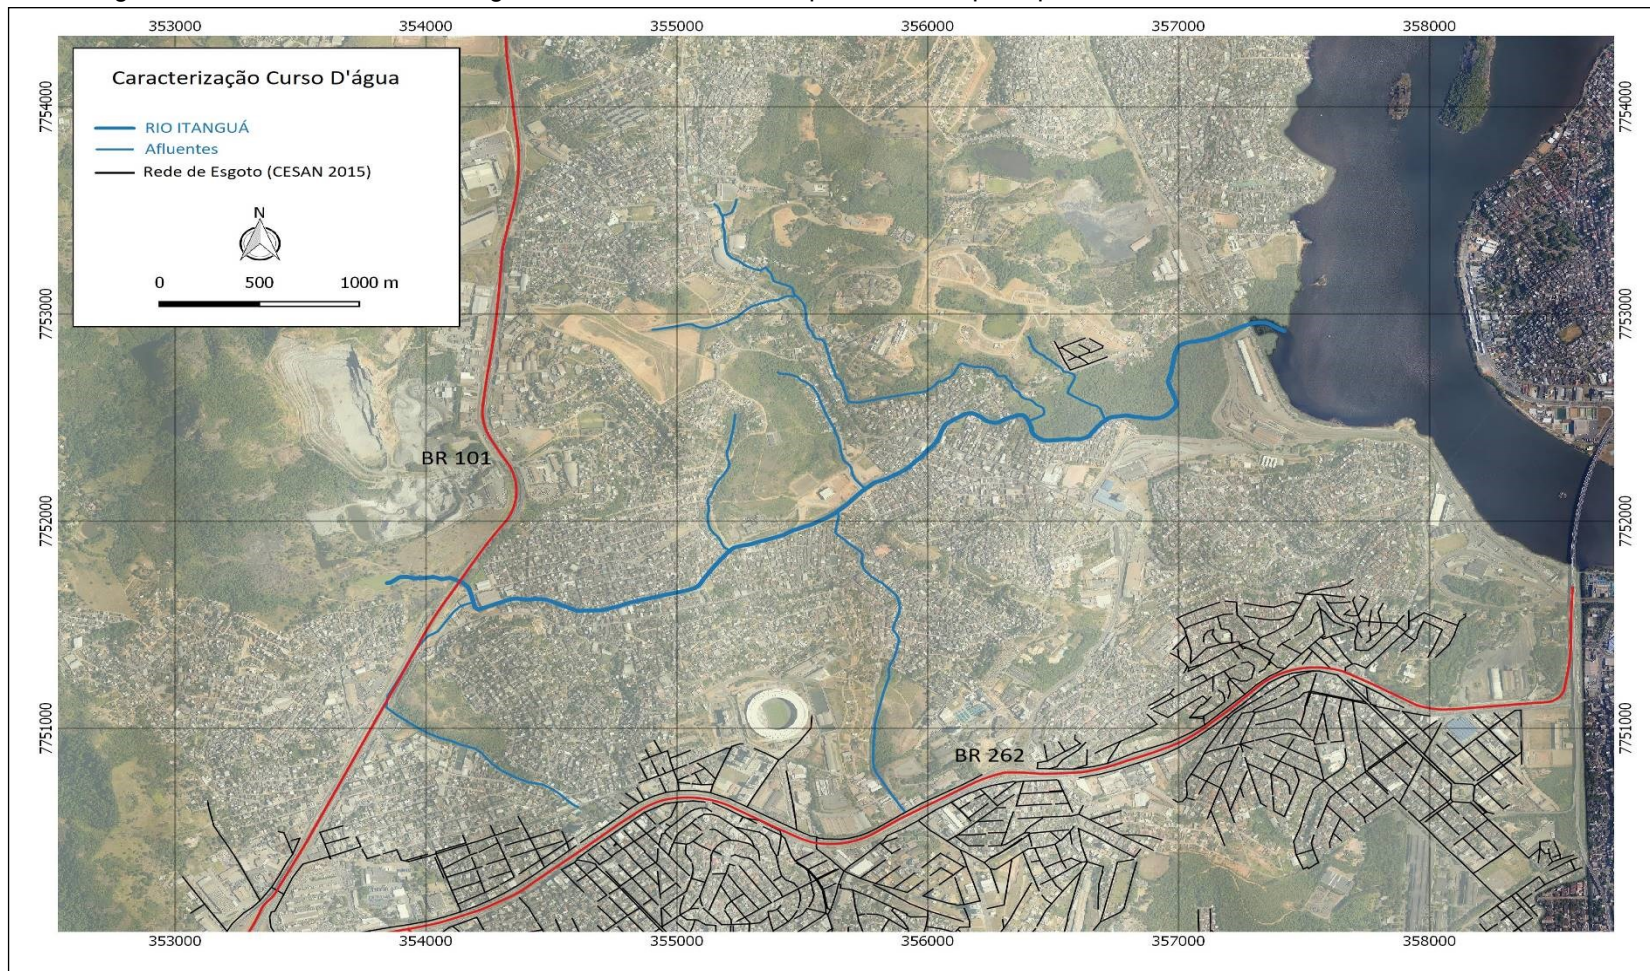 353000 354000 355000 356000 357000 358000
Caracterização Curso D'água
RIO ITANGUÁ
Afluentes
Rede de Esgoto (CESAN 2015)
N
0 500 1000 m
7754000 7754000
7753000 7753000
BR 101
7752000 7752000
7751000 7751000
BR 262
353000 354000 355000 356000 357000 358000